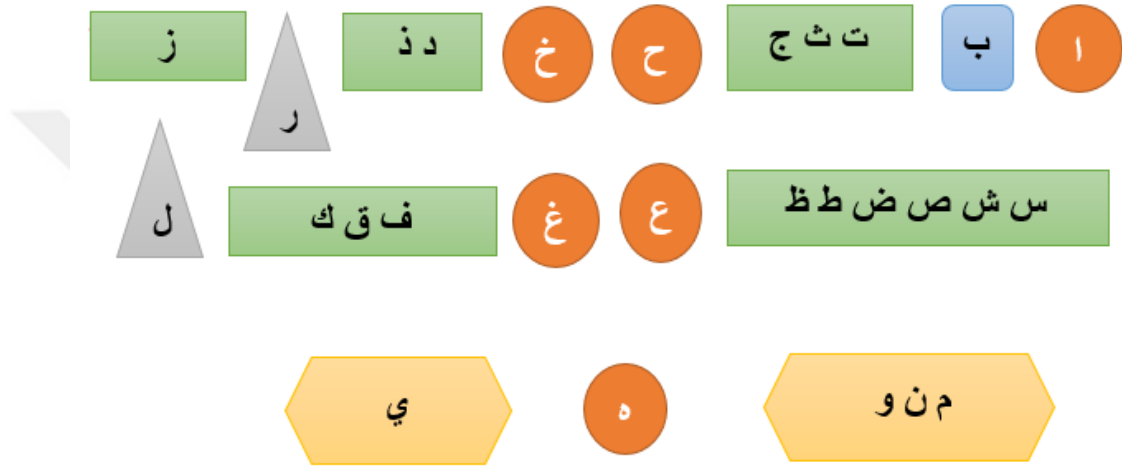 ا ب ت ث ج ح خ د ذ ر ز
س ش ص ض ط ظ ع غ ف ق ك ل
م ن و ه ي